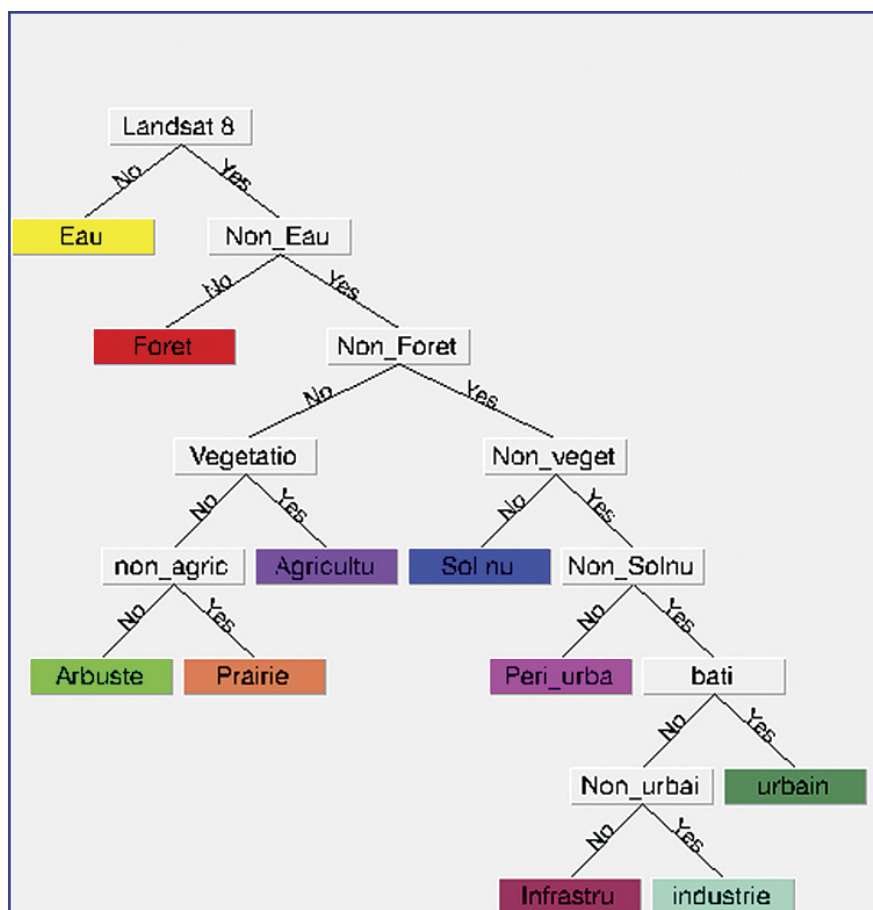 Landsat 8
No Yes
Eau Non_Eau
No Yes
Foret Non_Foret
No Yes
Vegetatio Non_veget
No Yes No Yes
non_agric Agricultu Sol nu Non_Solnu
No Yes No Yes
Arbuste Prairie Peri_urba bati
No Yes
Non_urbai urbain
No Yes
Infrastru industrie